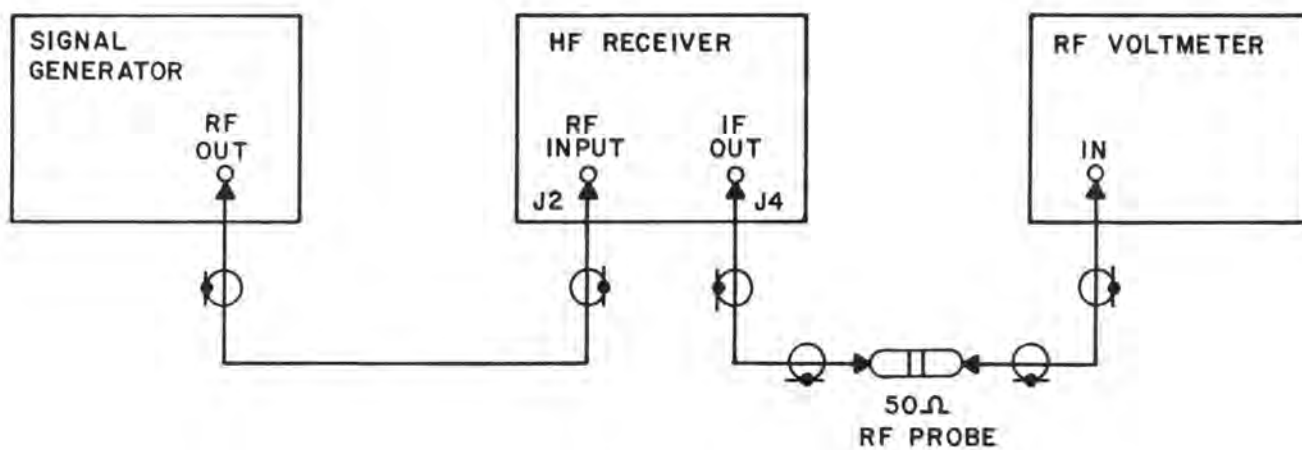 SIGNAL
GENERATOR
RF
OUT
HF RECEIVER
RF
INPUT
IF
OUT
J2
J4
RF VOLTMETER
IN
50Ω
RF PROBE